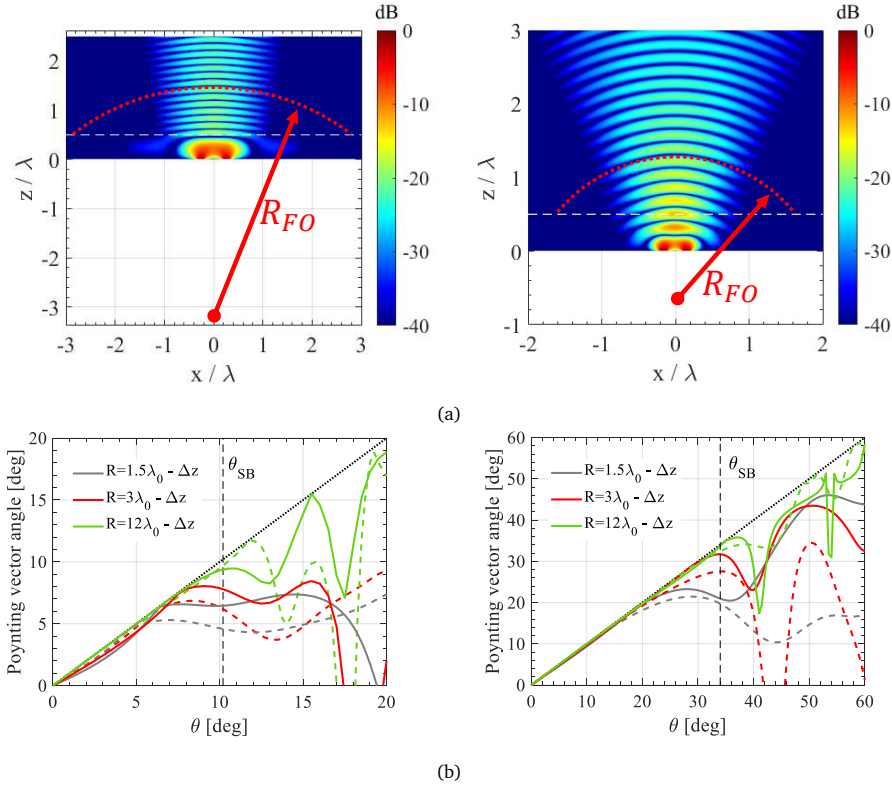 dB
0
-10
-20
-30
-40
2
1
0
-1
-2
-3
z / λ
R_FO
-3 -2 -1 0 1 2 3
x / λ
dB
0
-10
-20
-30
-40
3
2
1
0
-1
z / λ
R_FO
-2 -1 0 1 2
x / λ
(a)
20
15
10
5
0
Poynting vector angle [deg]
R=1.5λ₀ - Δz
R=3λ₀ - Δz
R=12λ₀ - Δz
θ_SB
0 5 10 15 20
θ [deg]
60
50
40
30
20
10
0
Poynting vector angle [deg]
R=1.5λ₀ - Δz
R=3λ₀ - Δz
R=12λ₀ - Δz
θ_SB
0 10 20 30 40 50 60
θ [deg]
(b)